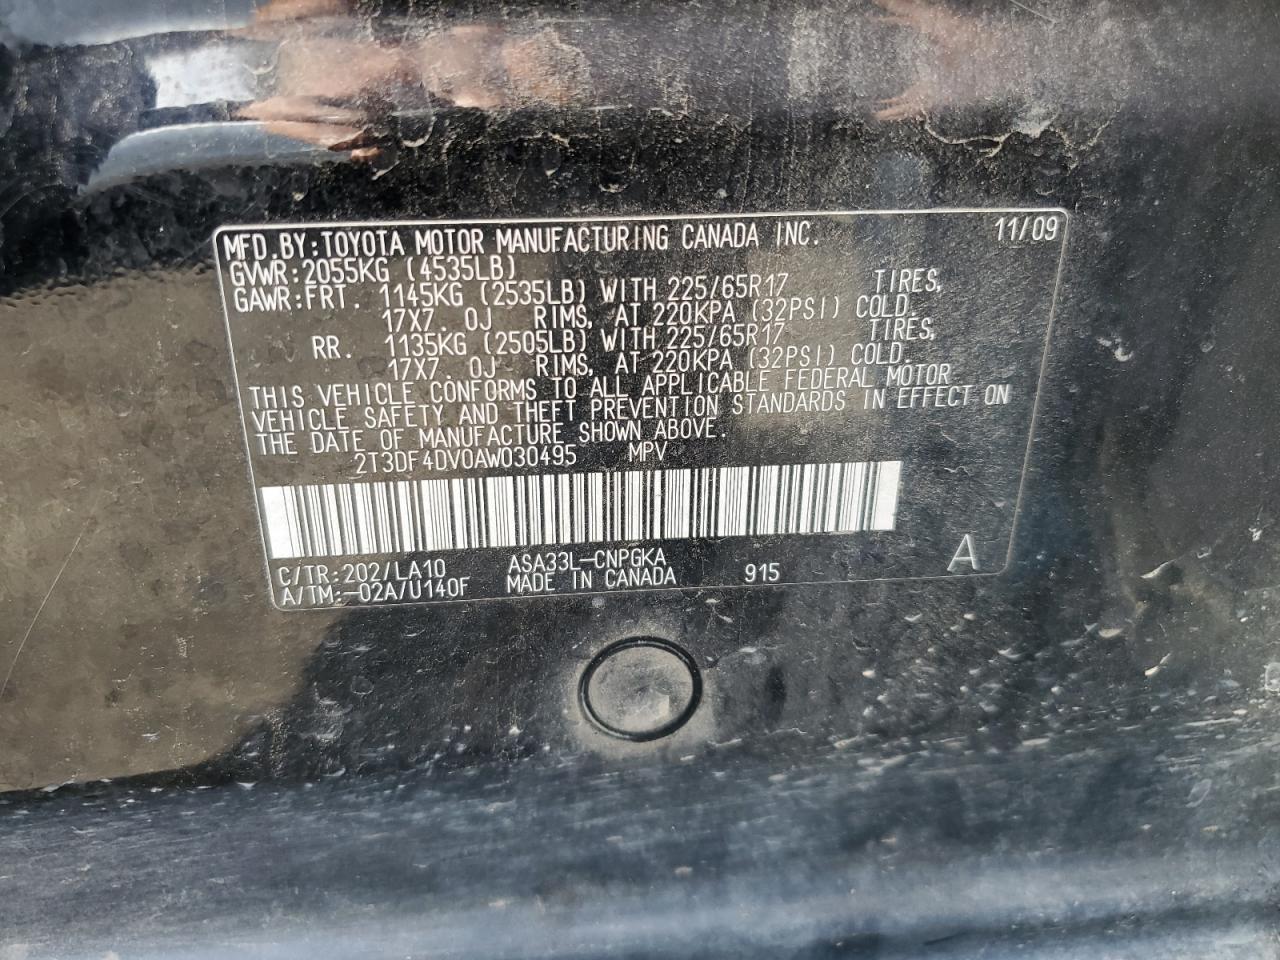 MFD.BY:TOYOTA MOTOR MANUFACTURING CANADA INC. 11/09
GVWR:2055KG (4535LB)
GAWR:FRT. 1145KG (2535LB) WITH 225/65R17 TIRES,
17X7. 0J RIMS, AT 220KPA (32PSI) COLD.
RR. 1135KG (2505LB) WITH 225/65R17 TIRES,
17X7. 0J RIMS, AT 220KPA (32PSI) COLD.
THIS VEHICLE CONFORMS TO ALL APPLICABLE FEDERAL MOTOR
VEHICLE SAFETY AND THEFT PREVENTION STANDARDS IN EFFECT ON
THE DATE OF MANUFACTURE SHOWN ABOVE.
2T3DF4DV0AW030495 MPV
C/TR:202/LA10 ASA33L-CNPGKA
A/TM:-02A/U140F MADE IN CANADA 915 A